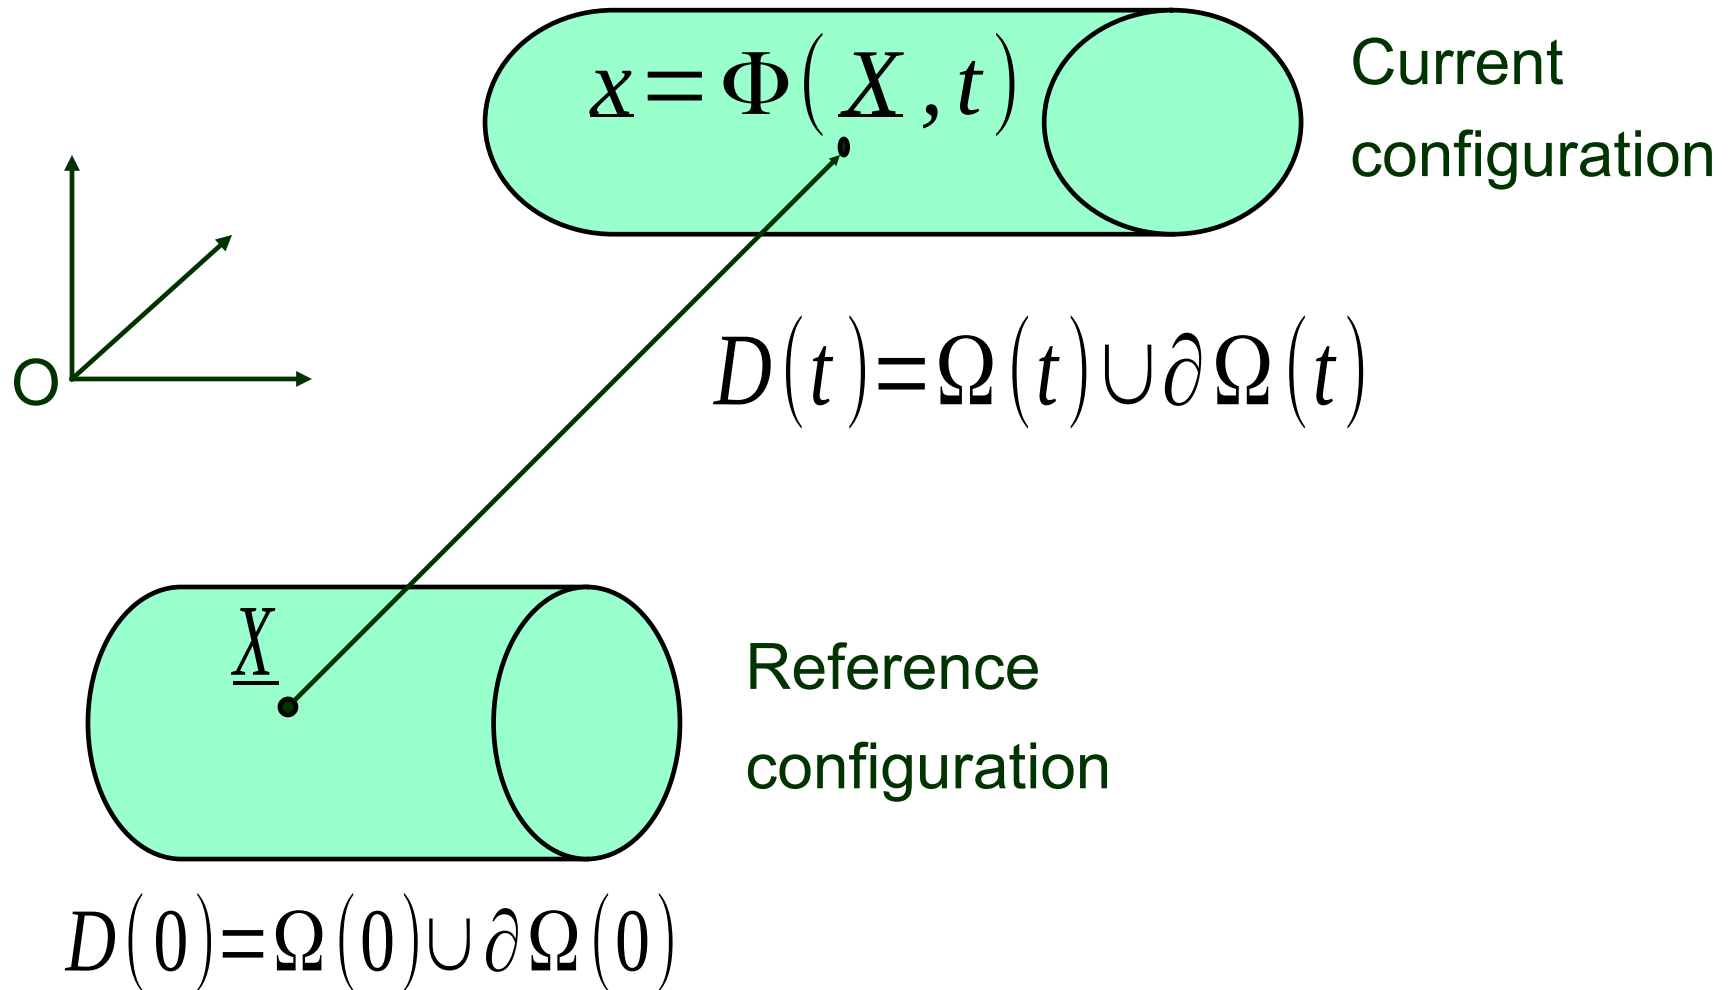 x=Φ(X,t)
Current
configuration
O
D(t)=Ω(t)∪∂Ω(t)
X
Reference
configuration
D(0)=Ω(0)∪∂Ω(0)